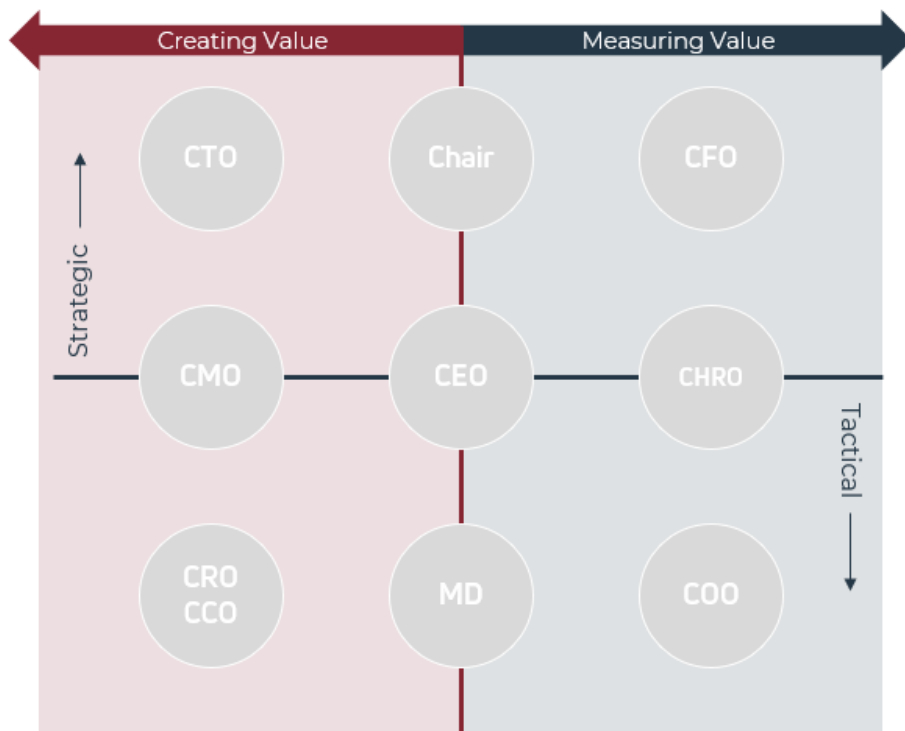 Creating Value
Measuring Value
CTO
Chair
CFO
Strategic
CMO
CEO
CHRO
Tactical
CRO
CCO
MD
COO